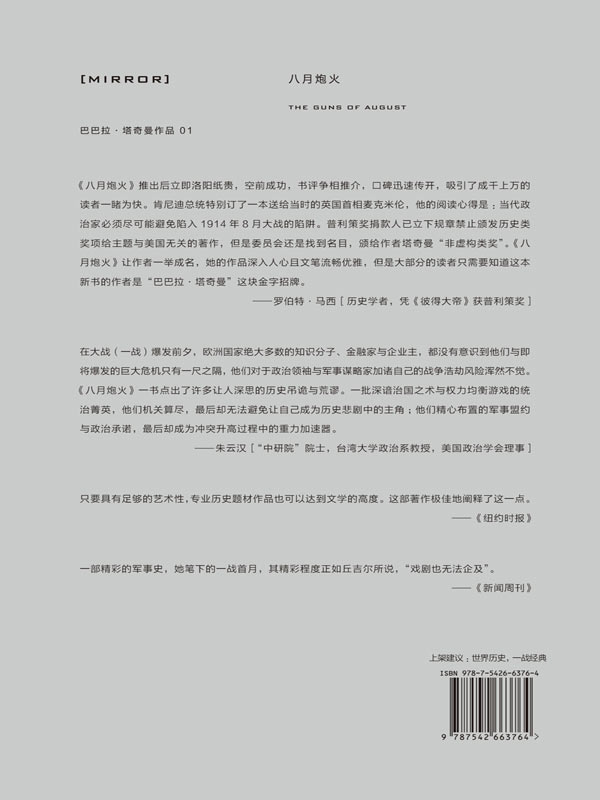 [MIRROR]
八月炮火
THE GUNS OF AUGUST
巴巴拉·塔奇曼作品 01
《八月炮火》推出后立即洛阳纸贵，空前成功，书评争相推介，口碑迅速传开，吸引了成千上万的
读者一睹为快。肯尼迪总统特别订了一本送给当时的英国首相麦克米伦，他的阅读心得是：当代政
治家必须尽可能避免陷入 1914 年 8 月大战的陷阱。普利策奖捐款人已立下规章禁止颁发历史类
奖项给主题与美国无关的著作，但是委员会还是找到名目，颁给作者塔奇曼“非虚构类奖”。《八
月炮火》让作者一举成名，她的作品深入人心且文笔流畅优雅，但是大部分的读者只需要知道这本
新书的作者是“巴巴拉·塔奇曼”这块金字招牌。
——罗伯特·马西［历史学者，凭《彼得大帝》获普利策奖］
在大战（一战）爆发前夕，欧洲国家绝大多数的知识分子、金融家与企业主，都没有意识到他们与即
将爆发的巨大危机只有一尺之隔，他们对于政治领袖与军事谋略家加诸自己的战争浩劫风险浑然不觉。
《八月炮火》一书点出了许多让人深思的历史吊诡与荒谬。一批深谙治国之术与权力均衡游戏的统
治菁英，他们机关算尽，最后却无法避免让自己成为历史悲剧中的主角；他们精心布置的军事盟约
与政治承诺，最后却成为冲突升高过程中的重力加速器。
——朱云汉［“中研院”院士，台湾大学政治系教授，美国政治学会理事］
只要具有足够的艺术性，专业历史题材作品也可以达到文学的高度。这部著作极佳地阐释了这一点。
——《纽约时报》
一部精彩的军事史，她笔下的一战首月，其精彩程度正如丘吉尔所说，“戏剧也无法企及”。
——《新闻周刊》
上架建议：世界历史，一战经典
ISBN 978-7-5426-6376-4
9 787542 663764 >